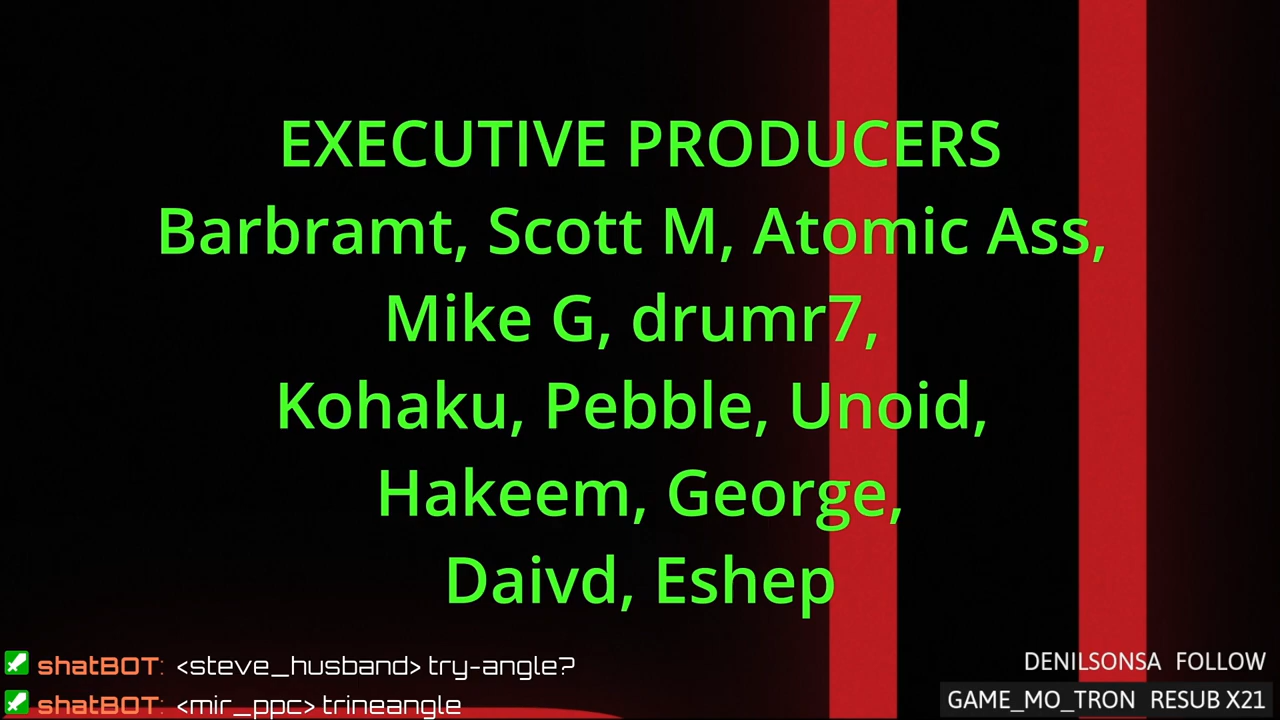 EXECUTIVE PRODUCERS
Barbramt, Scott M, Atomic Ass,
Mike G, drumr7,
Kohaku, Pebble, Unoid,
Hakeem, George,
Daivd, Eshep
shatBOT: <steve_husband> try-angle?
shatBOT: <mir_ppc> trineangle
DENILSONSA FOLLOW
GAME_MO_TRON RESUB X21